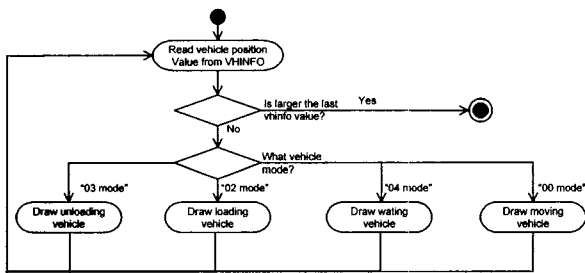 Read vehicle position
Value from VHINFO
Is larger the last
vhinfo value?
Yes
No
What vehicle
mode?
"03 mode"
"02 mode"
"04 mode"
"00 mode"
Draw unloading
vehicle
Draw loading
vehicle
Draw wating
vehicle
Draw moving
vehicle